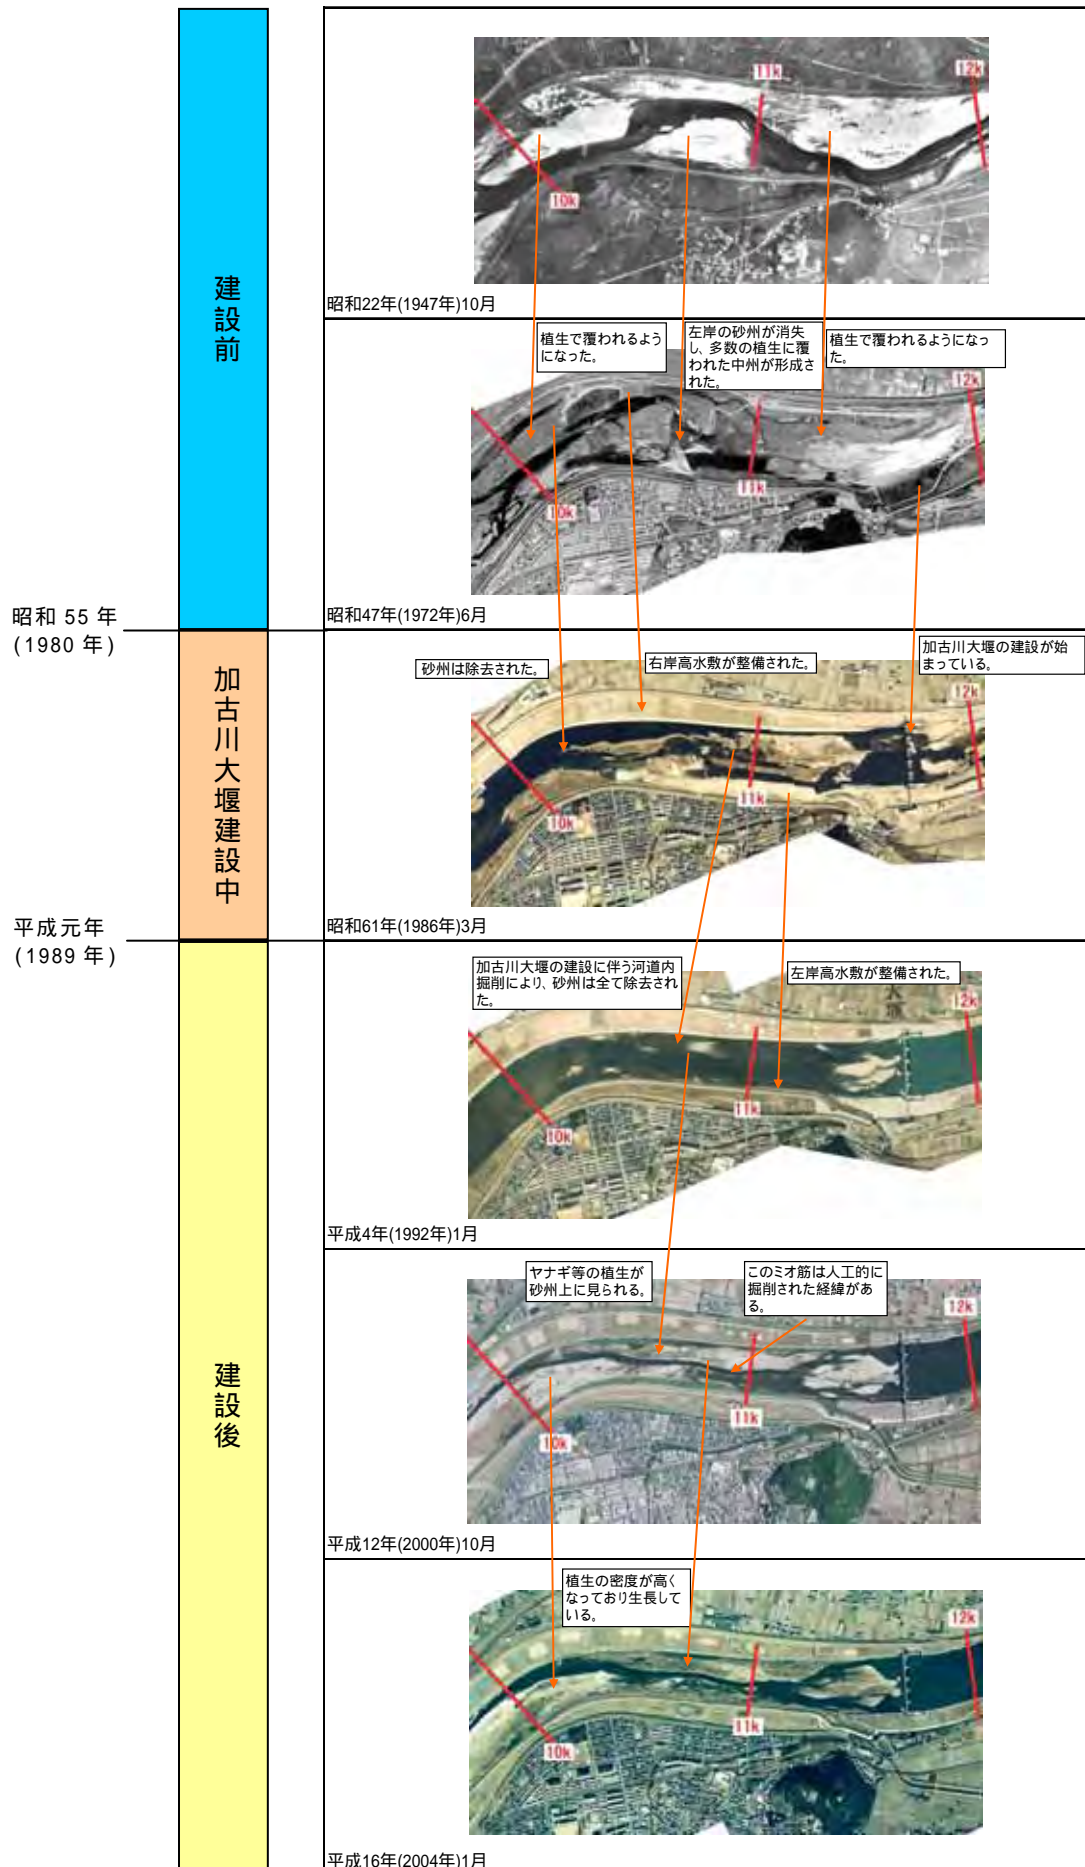 建設前
11k
12k
10k
昭和22年(1947年)10月
植生で覆われるよう
になった。
左岸の砂州が消失
し、多数の植生に覆
われた中州が形成さ
れた。
植生で覆われるようになっ
た。
12k
11k
10k
昭和47年(1972年)6月
昭和 55 年
(1980 年)
加古川大堰建設中
砂州は除去された。
右岸高水敷が整備された。
加古川大堰の建設が始
まっている。
12k
11k
10k
昭和61年(1986年)3月
平成元年
(1989 年)
建設後
加古川大堰の建設に伴う河道内
掘削により、砂州は全て除去され
た。
左岸高水敷が整備された。
大堰
12k
11k
10k
平成4年(1992年)1月
ヤナギ等の植生が
砂州上に見られる。
このミオ筋は人工的に
掘削された経緯があ
る。
12k
11k
10k
平成12年(2000年)10月
植生の密度が高く
なっており生長して
いる。
12k
11k
10k
平成16年(2004年)1月